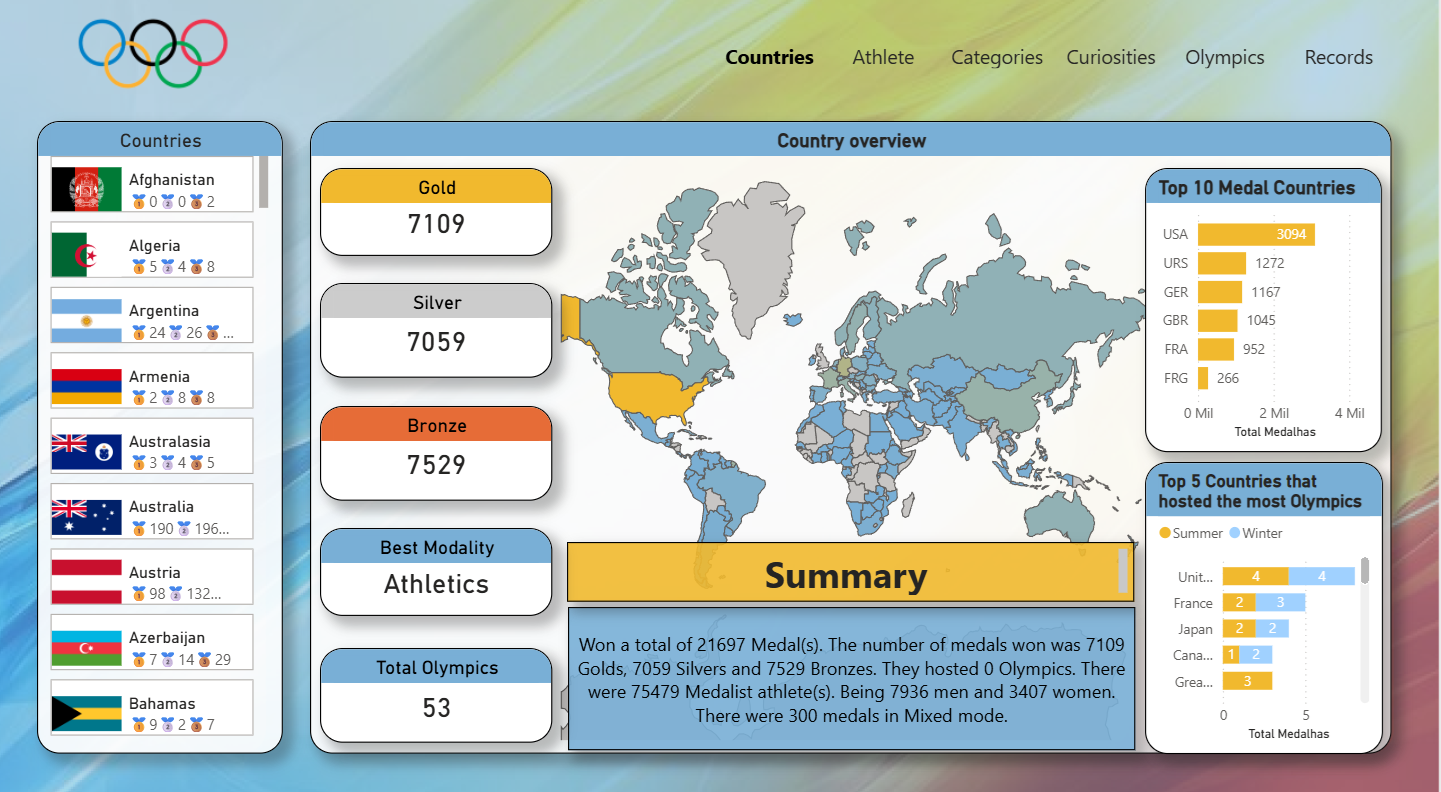 Countries Athlete Categories Curiosities Olympics Records
Countries
Afghanistan
0 0 2
Algeria
5 4 8
Argentina
24 26 ...
Armenia
2 8 8
Australasia
3 4 5
Australia
190 196...
Austria
98 132...
Azerbaijan
7 14 29
Bahamas
9 2 7
Country overview
Gold
7109
Silver
7059
Bronze
7529
Best Modality
Athletics
Total Olympics
53
Summary
Won a total of 21697 Medal(s). The number of medals won was 7109
Golds, 7059 Silvers and 7529 Bronzes. They hosted 0 Olympics. There
were 75479 Medalist athlete(s). Being 7936 men and 3407 women.
There were 300 medals in Mixed mode.
Top 10 Medal Countries
USA 3094
URS 1272
GER 1167
GBR 1045
FRA 952
FRG 266
0 Mil 2 Mil 4 Mil
Total Medalhas
Top 5 Countries that
hosted the most Olympics
Summer Winter
Unit... 4 4
France 2 3
Japan 2 2
Cana... 1 2
Grea... 3
0 5
Total Medalhas